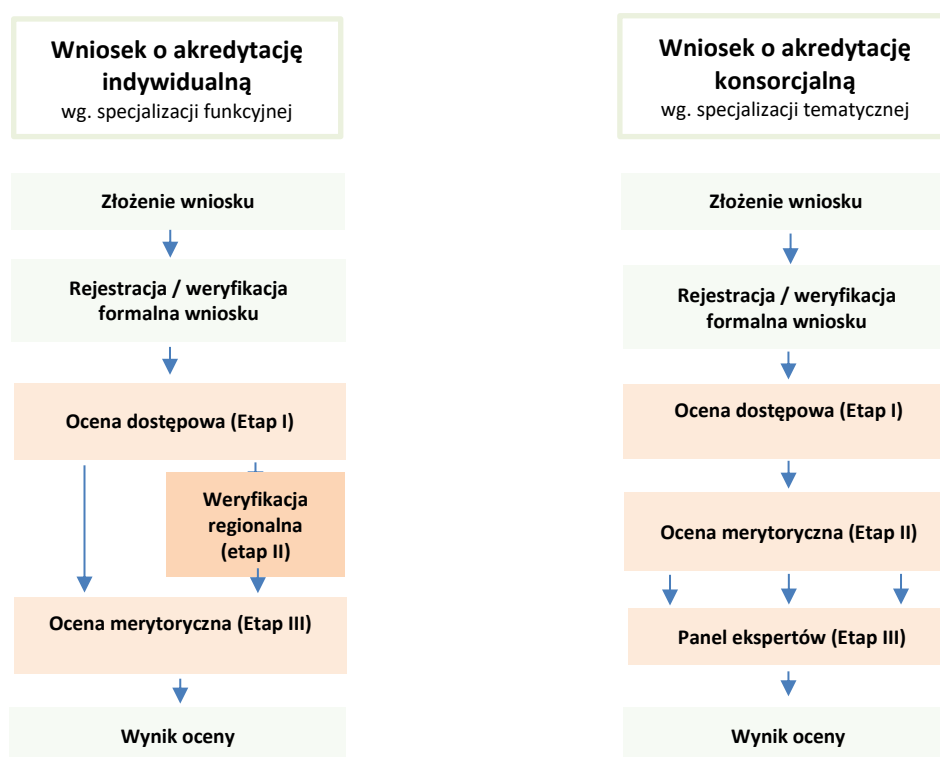 Wniosek o akredytację
indywidualną
wg. specjalizacji funkcyjnej
Złożenie wniosku
Rejestracja / weryfikacja
formalna wniosku
Ocena dostępowa (Etap I)
Weryfikacja
regionalna
(etap II)
Ocena merytoryczna (Etap III)
Wynik oceny
Wniosek o akredytację
konsorcjalną
wg. specjalizacji tematycznej
Złożenie wniosku
Rejestracja / weryfikacja
formalna wniosku
Ocena dostępowa (Etap I)
Ocena merytoryczna (Etap II)
Panel ekspertów (Etap III)
Wynik oceny